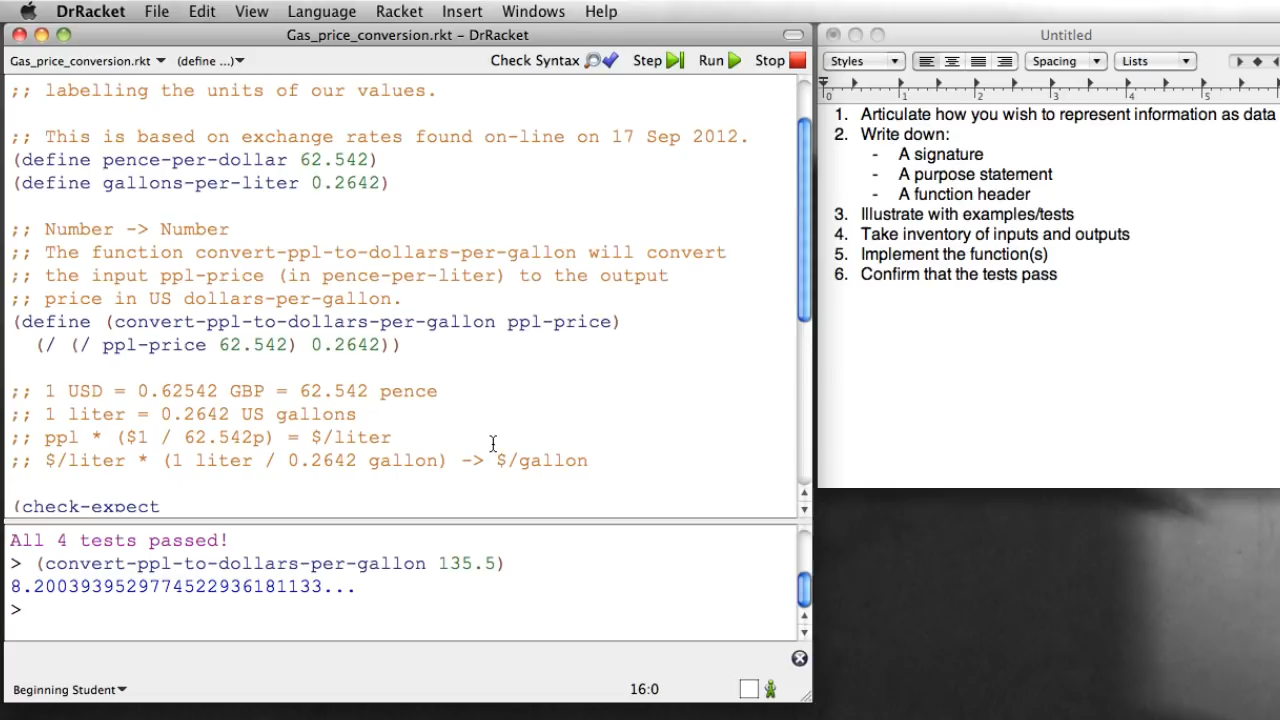 DrRacket File Edit View Language Racket Insert Windows Help
Gas_price_conversion.rkt – DrRacket
Gas_price_conversion.rkt (define ...) Check Syntax Step Run Stop
;; labelling the units of our values.
;; This is based on exchange rates found on-line on 17 Sep 2012.
(define pence-per-dollar 62.542)
(define gallons-per-liter 0.2642)
;; Number -> Number
;; The function convert-ppl-to-dollars-per-gallon will convert
;; the input ppl-price (in pence-per-liter) to the output
;; price in US dollars-per-gallon.
(define (convert-ppl-to-dollars-per-gallon ppl-price)
(/ (/ ppl-price 62.542) 0.2642))
;; 1 USD = 0.62542 GBP = 62.542 pence
;; 1 liter = 0.2642 US gallons
;; ppl * ($1 / 62.542p) = $/liter
;; $/liter * (1 liter / 0.2642 gallon) -> $/gallon
(check-expect
All 4 tests passed!
> (convert-ppl-to-dollars-per-gallon 135.5)
8.20039395297745229361811​33...
>
Beginning Student 16:0
Untitled
Styles Spacing Lists
0 1 2 3 4 5
1. Articulate how you wish to represent information as data
2. Write down:
- A signature
- A purpose statement
- A function header
3. Illustrate with examples/tests
4. Take inventory of inputs and outputs
5. Implement the function(s)
6. Confirm that the tests pass